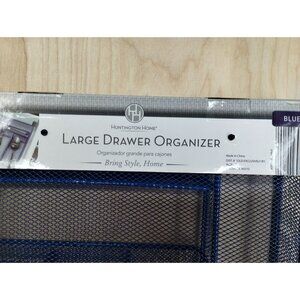 HUNTINGTON HOME
LARGE DRAWER ORGANIZER
Organizador grande para cajones
Bring Style, Home
BLUE
Made in China